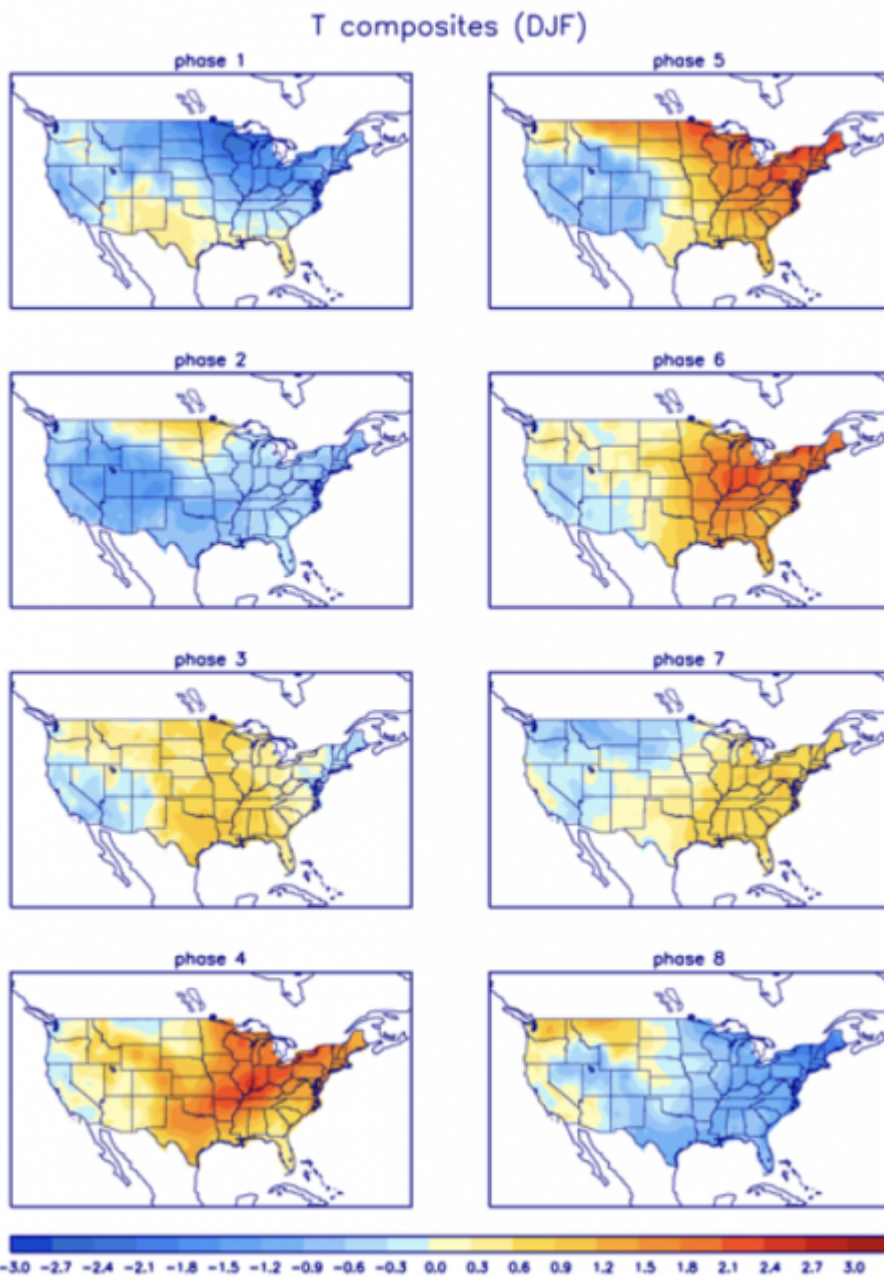 T composites (DJF)
phase 1
phase 5
phase 2
phase 6
phase 3
phase 7
phase 4
phase 8
-3.0 -2.7 -2.4 -2.1 -1.8 -1.5 -1.2 -0.9 -0.6 -0.3 0.0 0.3 0.6 0.9 1.2 1.5 1.8 2.1 2.4 2.7 3.0